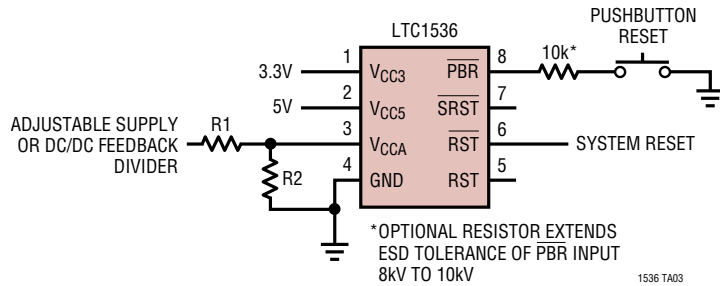 PUSHBUTTON
RESET
LTC1536
3.3V 1 VCC3 PBR 8 10k*
5V 2 VCC5 SRST 7
ADJUSTABLE SUPPLY
OR DC/DC FEEDBACK
DIVIDER
R1
3 VCCA RST 6 SYSTEM RESET
R2
4 GND RST 5
*OPTIONAL RESISTOR EXTENDS
ESD TOLERANCE OF PBR INPUT
8kV TO 10kV
1536 TA03